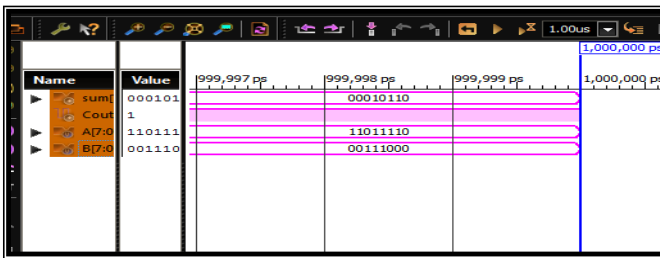 1.00us
1,000,000 ps
Name Value 999,997 ps 999,998 ps 999,999 ps 1,000,000 ps
sum[ 000101 00010110
Cout 1
A[7:0 110111 11011110
B[7:0 001110 00111000